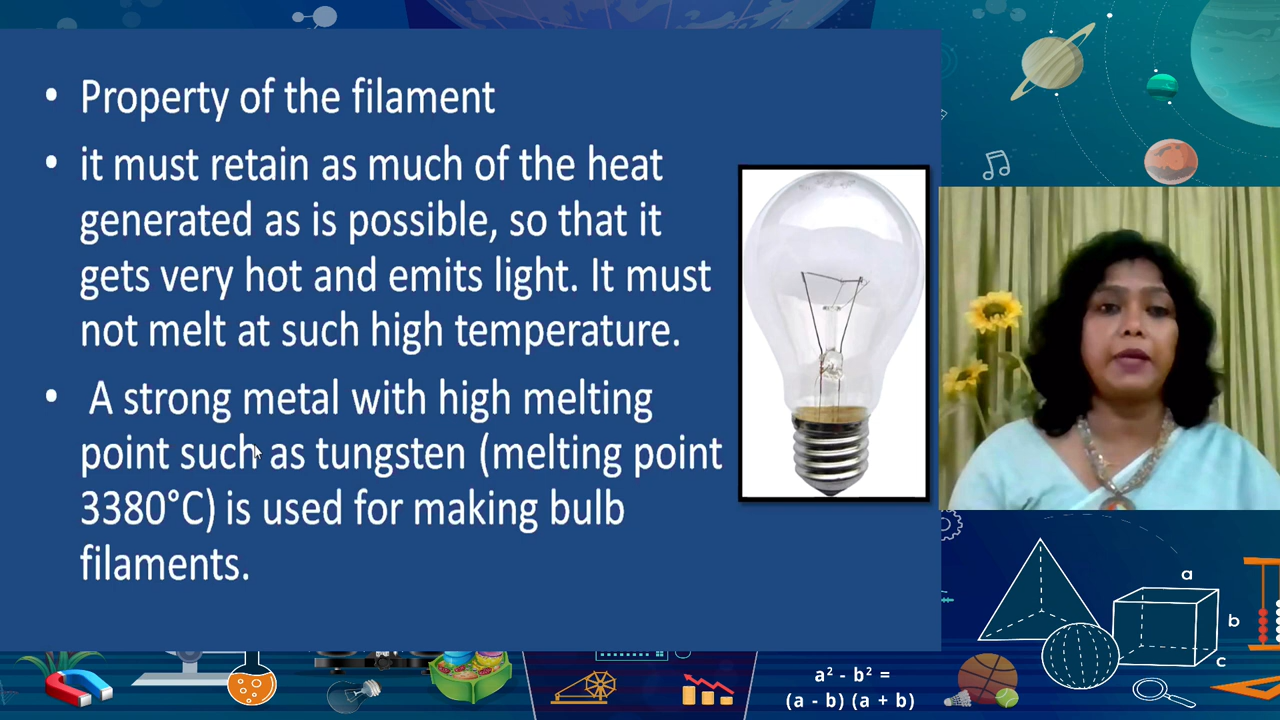 • Property of the filament
• it must retain as much of the heat
generated as is possible, so that it
gets very hot and emits light. It must
not melt at such high temperature.
• A strong metal with high melting
point such as tungsten (melting point
3380°C) is used for making bulb
filaments.
a
b
c
a² - b² =
(a - b) (a + b)